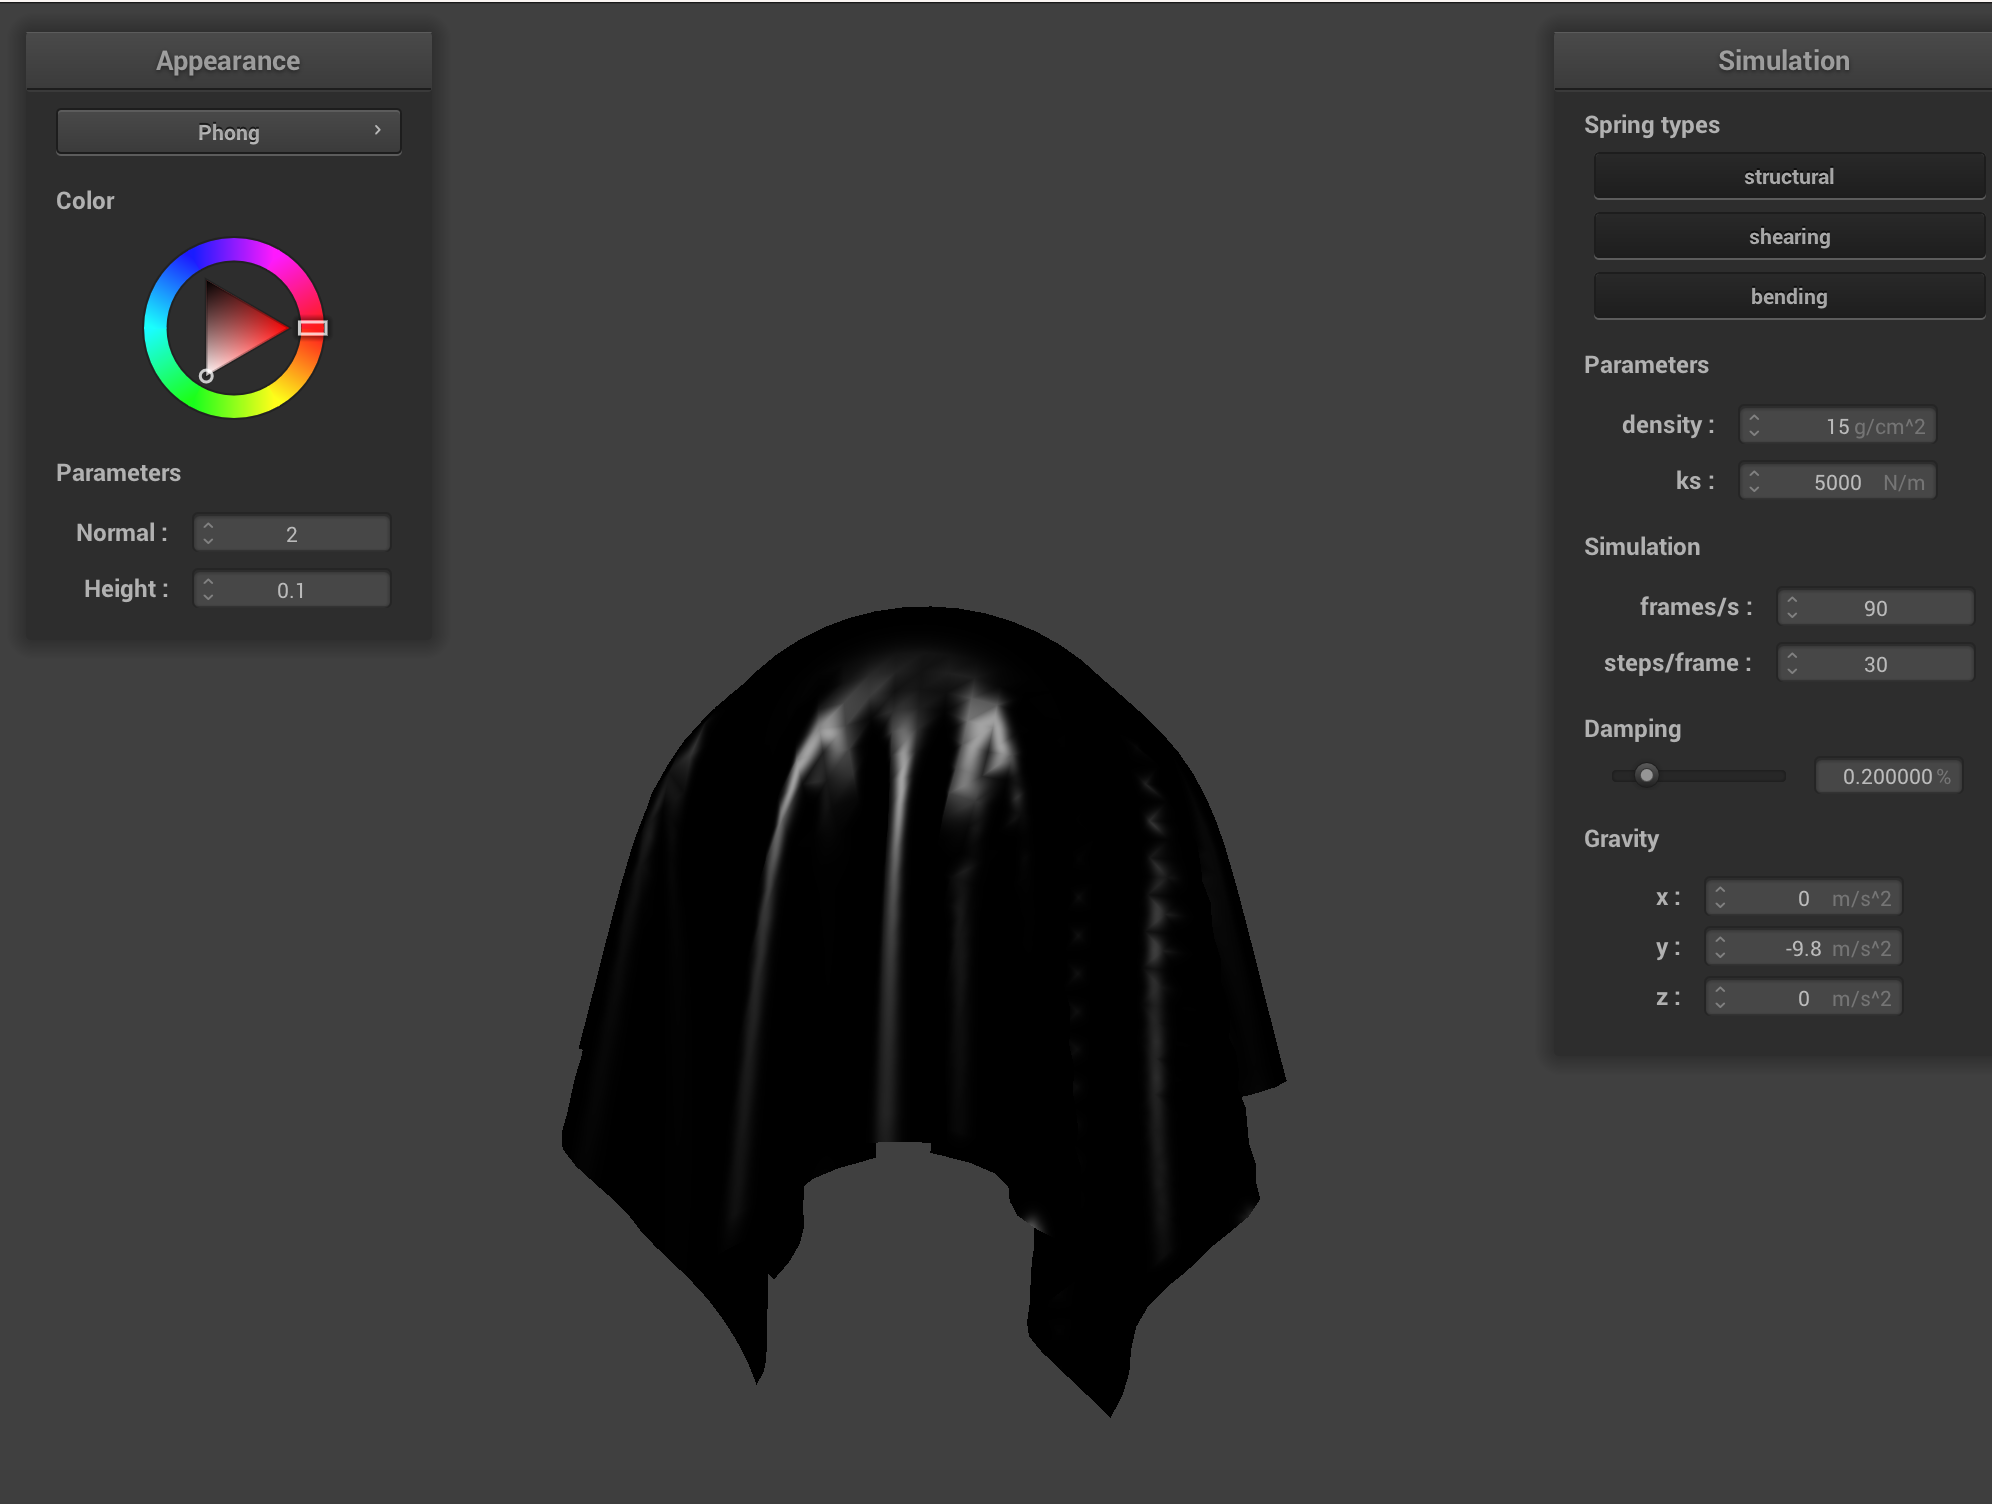 Appearance
Phong
Color
Parameters
Normal : 2
Height : 0.1
Simulation
Spring types
structural
shearing
bending
Parameters
density : 15 g/cm^2
ks : 5000 N/m
Simulation
frames/s : 90
steps/frame : 30
Damping
0.200000 %
Gravity
x : 0 m/s^2
y : -9.8 m/s^2
z : 0 m/s^2